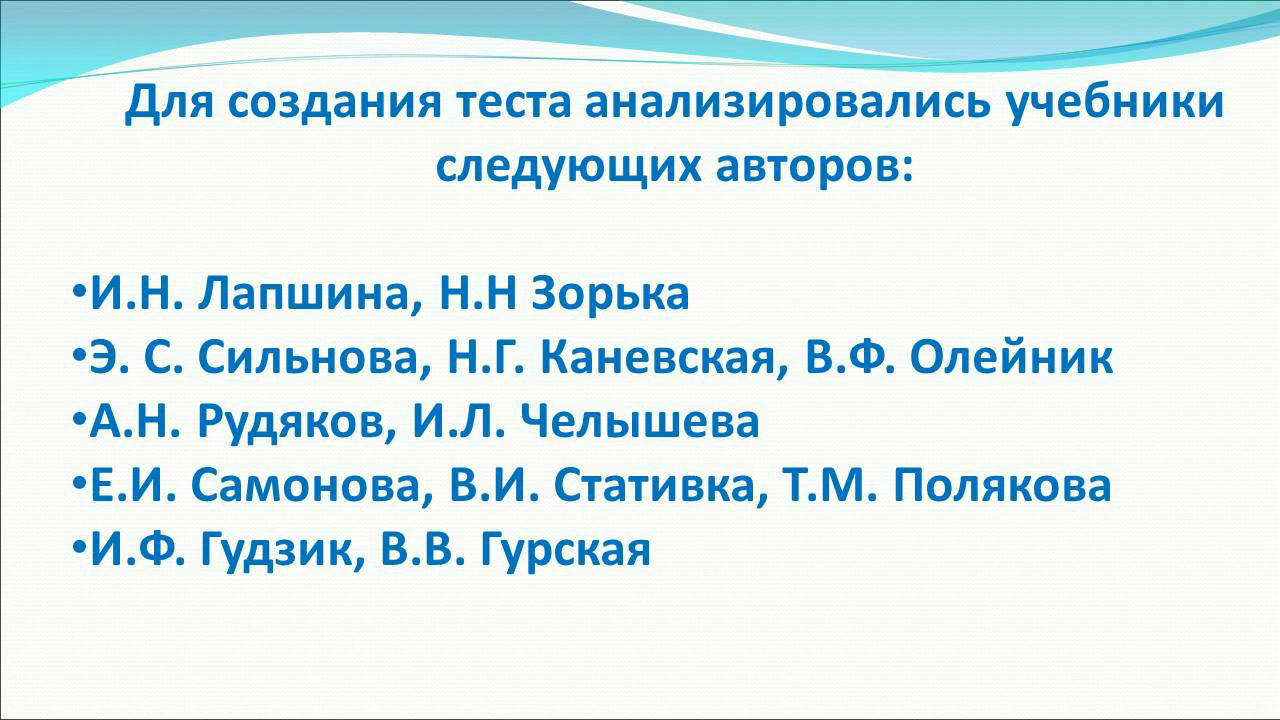 Для создания теста анализировались учебники
следующих авторов:
•И.Н. Лапшина, Н.Н Зорька
•Э. С. Сильнова, Н.Г. Каневская, В.Ф. Олейник
•А.Н. Рудяков, И.Л. Челышева
•Е.И. Самонова, В.И. Стативка, Т.М. Полякова
•И.Ф. Гудзик, В.В. Гурская